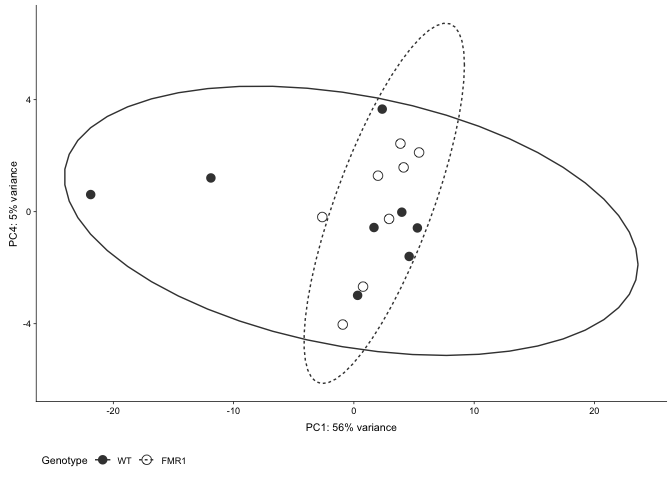 4
0
-4
PC4: 5% variance
-20 -10 0 10 20
PC1: 56% variance
Genotype WT FMR1